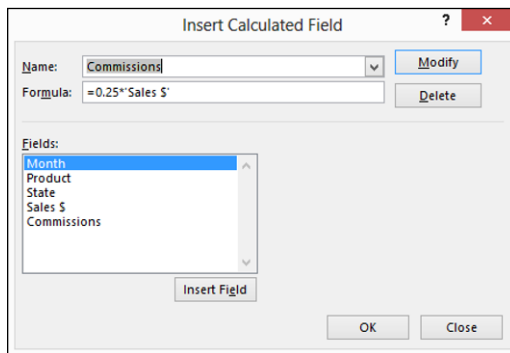 Insert Calculated Field ? ×
Name: Commissions Modify
Formula: =0.25*'Sales $' Delete
Fields:
Month
Product
State
Sales $
Commissions
Insert Field
OK Close